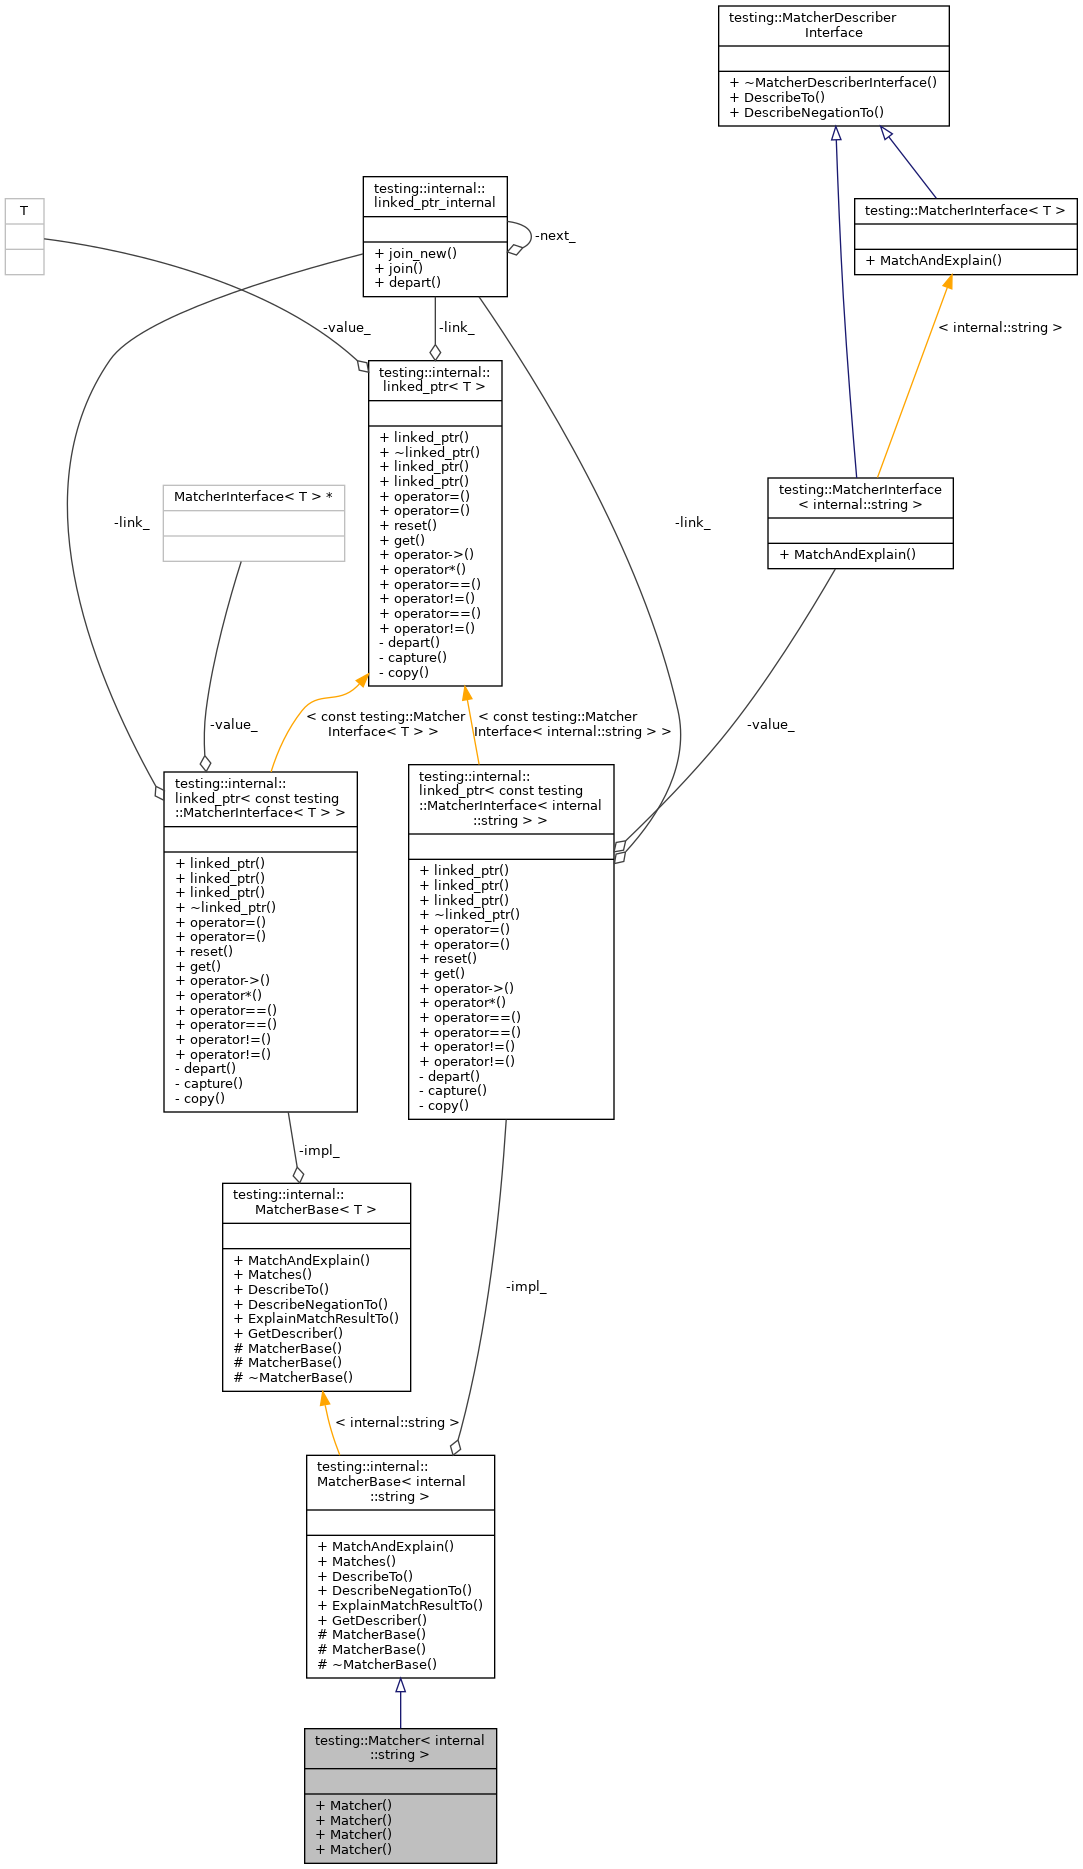 testing::MatcherDescriber
Interface
+ ~MatcherDescriberInterface()
+ DescribeTo()
+ DescribeNegationTo()
testing::internal::
linked_ptr_internal
+ join_new()
+ join()
+ depart()
-next_
T
testing::MatcherInterface< T >
+ MatchAndExplain()
-value_
-link_
< internal::string >
testing::internal::
linked_ptr< T >
+ linked_ptr()
+ ~linked_ptr()
+ linked_ptr()
+ linked_ptr()
+ operator=()
+ operator=()
+ reset()
+ get()
+ operator->()
+ operator*()
+ operator==()
+ operator!=()
+ operator==()
+ operator!=()
- depart()
- capture()
- copy()
MatcherInterface< T > *
-link_
-link_
testing::MatcherInterface
< internal::string >
+ MatchAndExplain()
-value_
< const testing::Matcher
Interface< T > >
< const testing::Matcher
Interface< internal::string > >
-value_
testing::internal::
linked_ptr< const testing
::MatcherInterface< T > >
+ linked_ptr()
+ linked_ptr()
+ linked_ptr()
+ ~linked_ptr()
+ operator=()
+ operator=()
+ reset()
+ get()
+ operator->()
+ operator*()
+ operator==()
+ operator==()
+ operator!=()
+ operator!=()
- depart()
- capture()
- copy()
testing::internal::
linked_ptr< const testing
::MatcherInterface< internal
::string > >
+ linked_ptr()
+ linked_ptr()
+ linked_ptr()
+ ~linked_ptr()
+ operator=()
+ operator=()
+ reset()
+ get()
+ operator->()
+ operator*()
+ operator==()
+ operator==()
+ operator!=()
+ operator!=()
- depart()
- capture()
- copy()
-impl_
testing::internal::
MatcherBase< T >
+ MatchAndExplain()
+ Matches()
+ DescribeTo()
+ DescribeNegationTo()
+ ExplainMatchResultTo()
+ GetDescriber()
# MatcherBase()
# MatcherBase()
# ~MatcherBase()
-impl_
< internal::string >
testing::internal::
MatcherBase< internal
::string >
+ MatchAndExplain()
+ Matches()
+ DescribeTo()
+ DescribeNegationTo()
+ ExplainMatchResultTo()
+ GetDescriber()
# MatcherBase()
# MatcherBase()
# ~MatcherBase()
testing::Matcher< internal
::string >
+ Matcher()
+ Matcher()
+ Matcher()
+ Matcher()